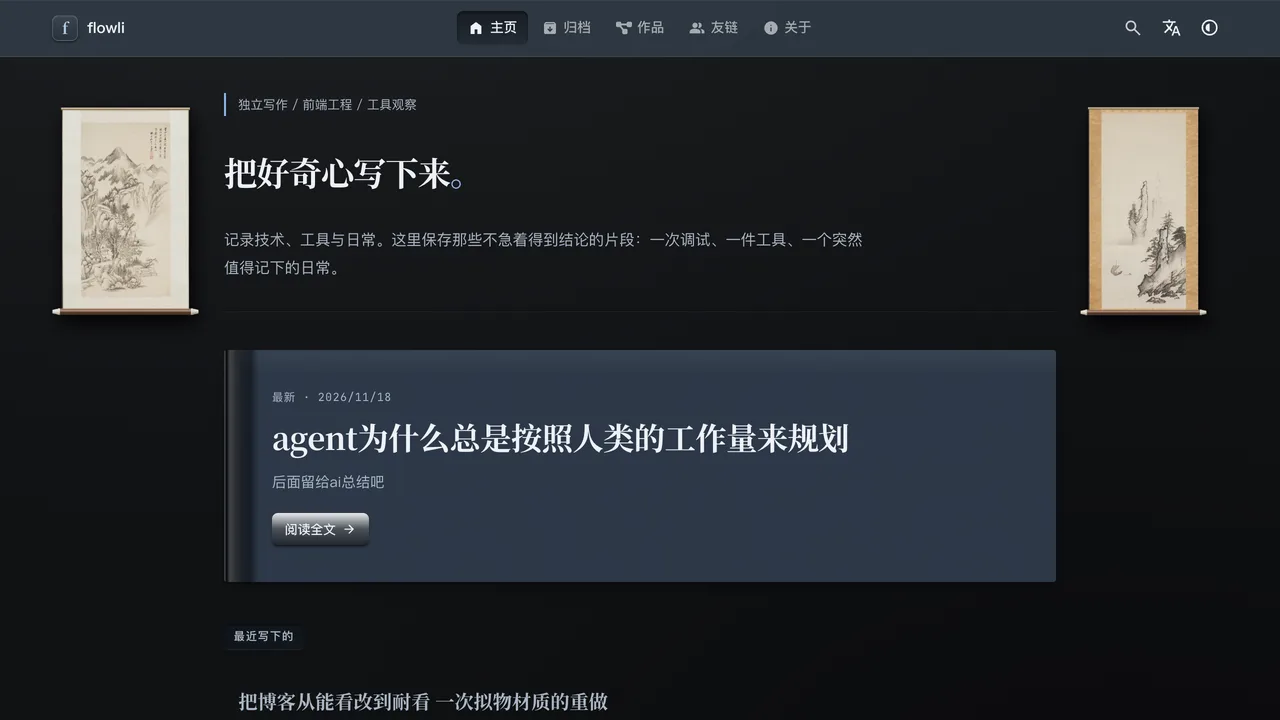 f flowli 主页 归档 作品 友链 关于
独立写作 / 前端工程 / 工具观察
把好奇心写下来。
记录技术、工具与日常。这里保存那些不急着得到结论的片段：一次调试、一件工具、一个突然
值得记下的日常。
最新 · 2026/11/18
agent为什么总是按照人类的工作量来规划
后面留给ai总结吧
阅读全文 →
最近写下的
把博客从能看改到耐看 一次拟物材质的重做